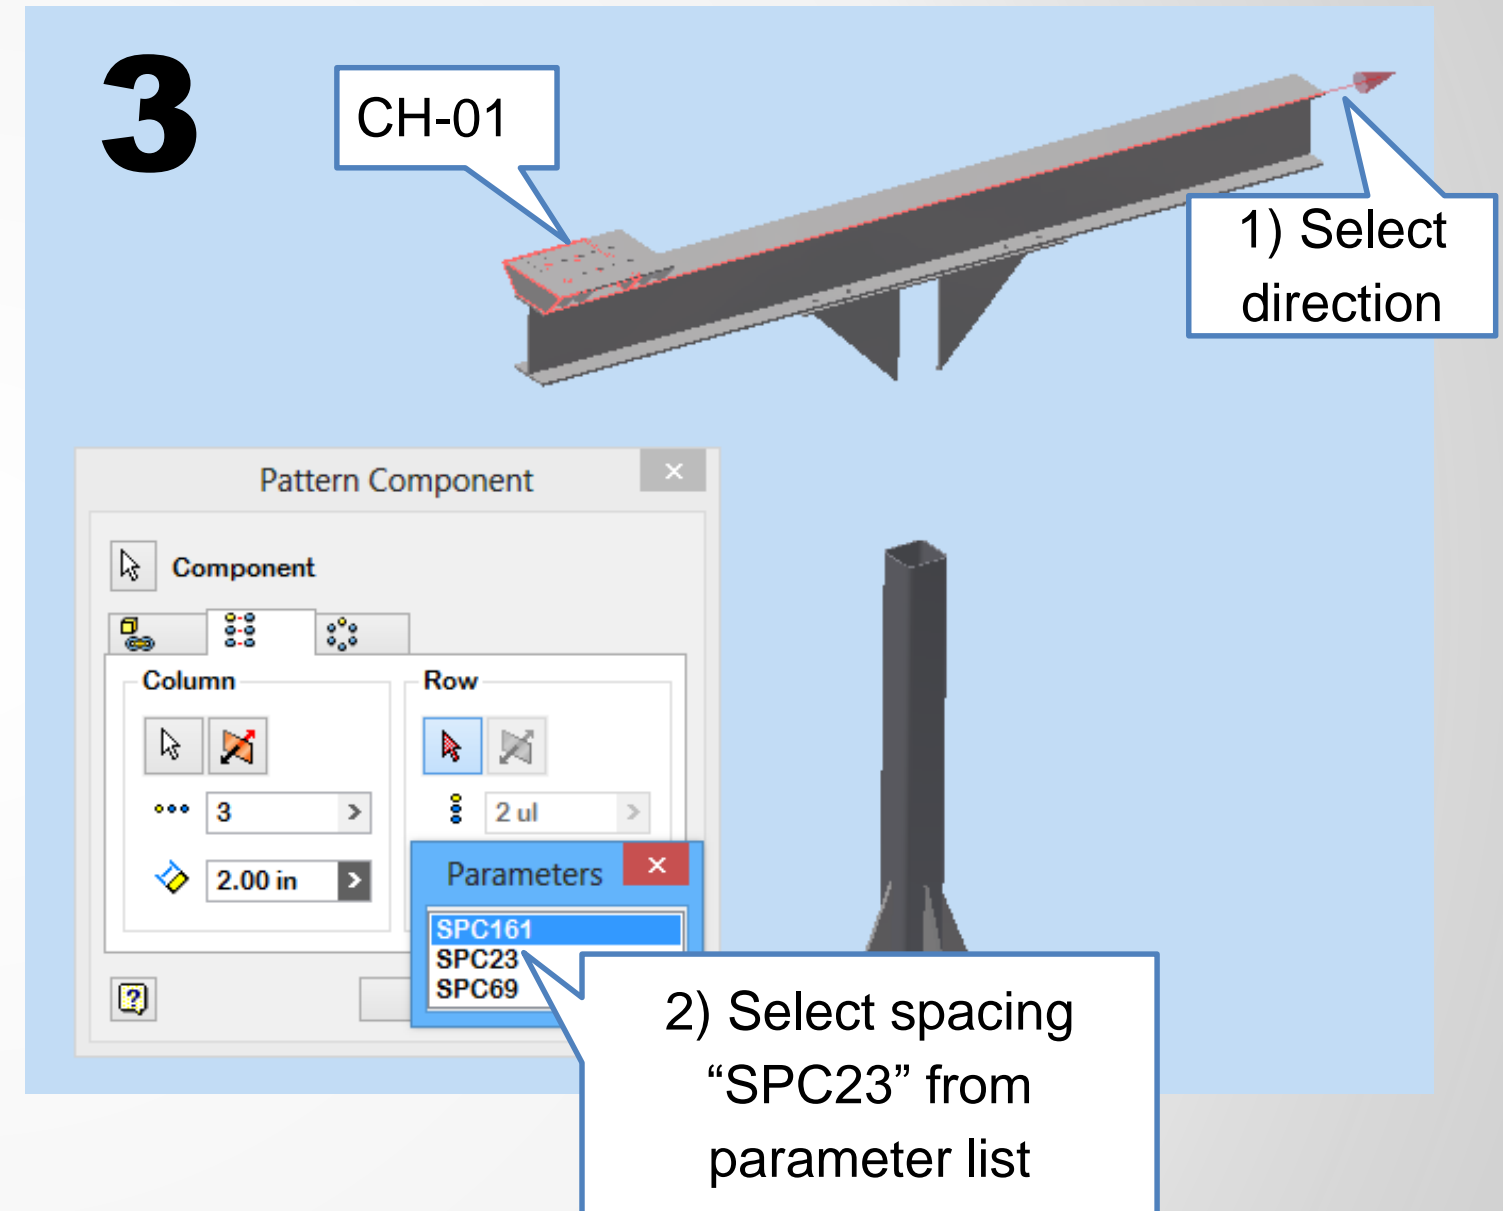 3
CH-01
1) Select
direction
Pattern Component
Component
Column
Row
3
2 ul
2.00 in
Parameters
SPC161
SPC23
SPC69
2) Select spacing
“SPC23” from
parameter list